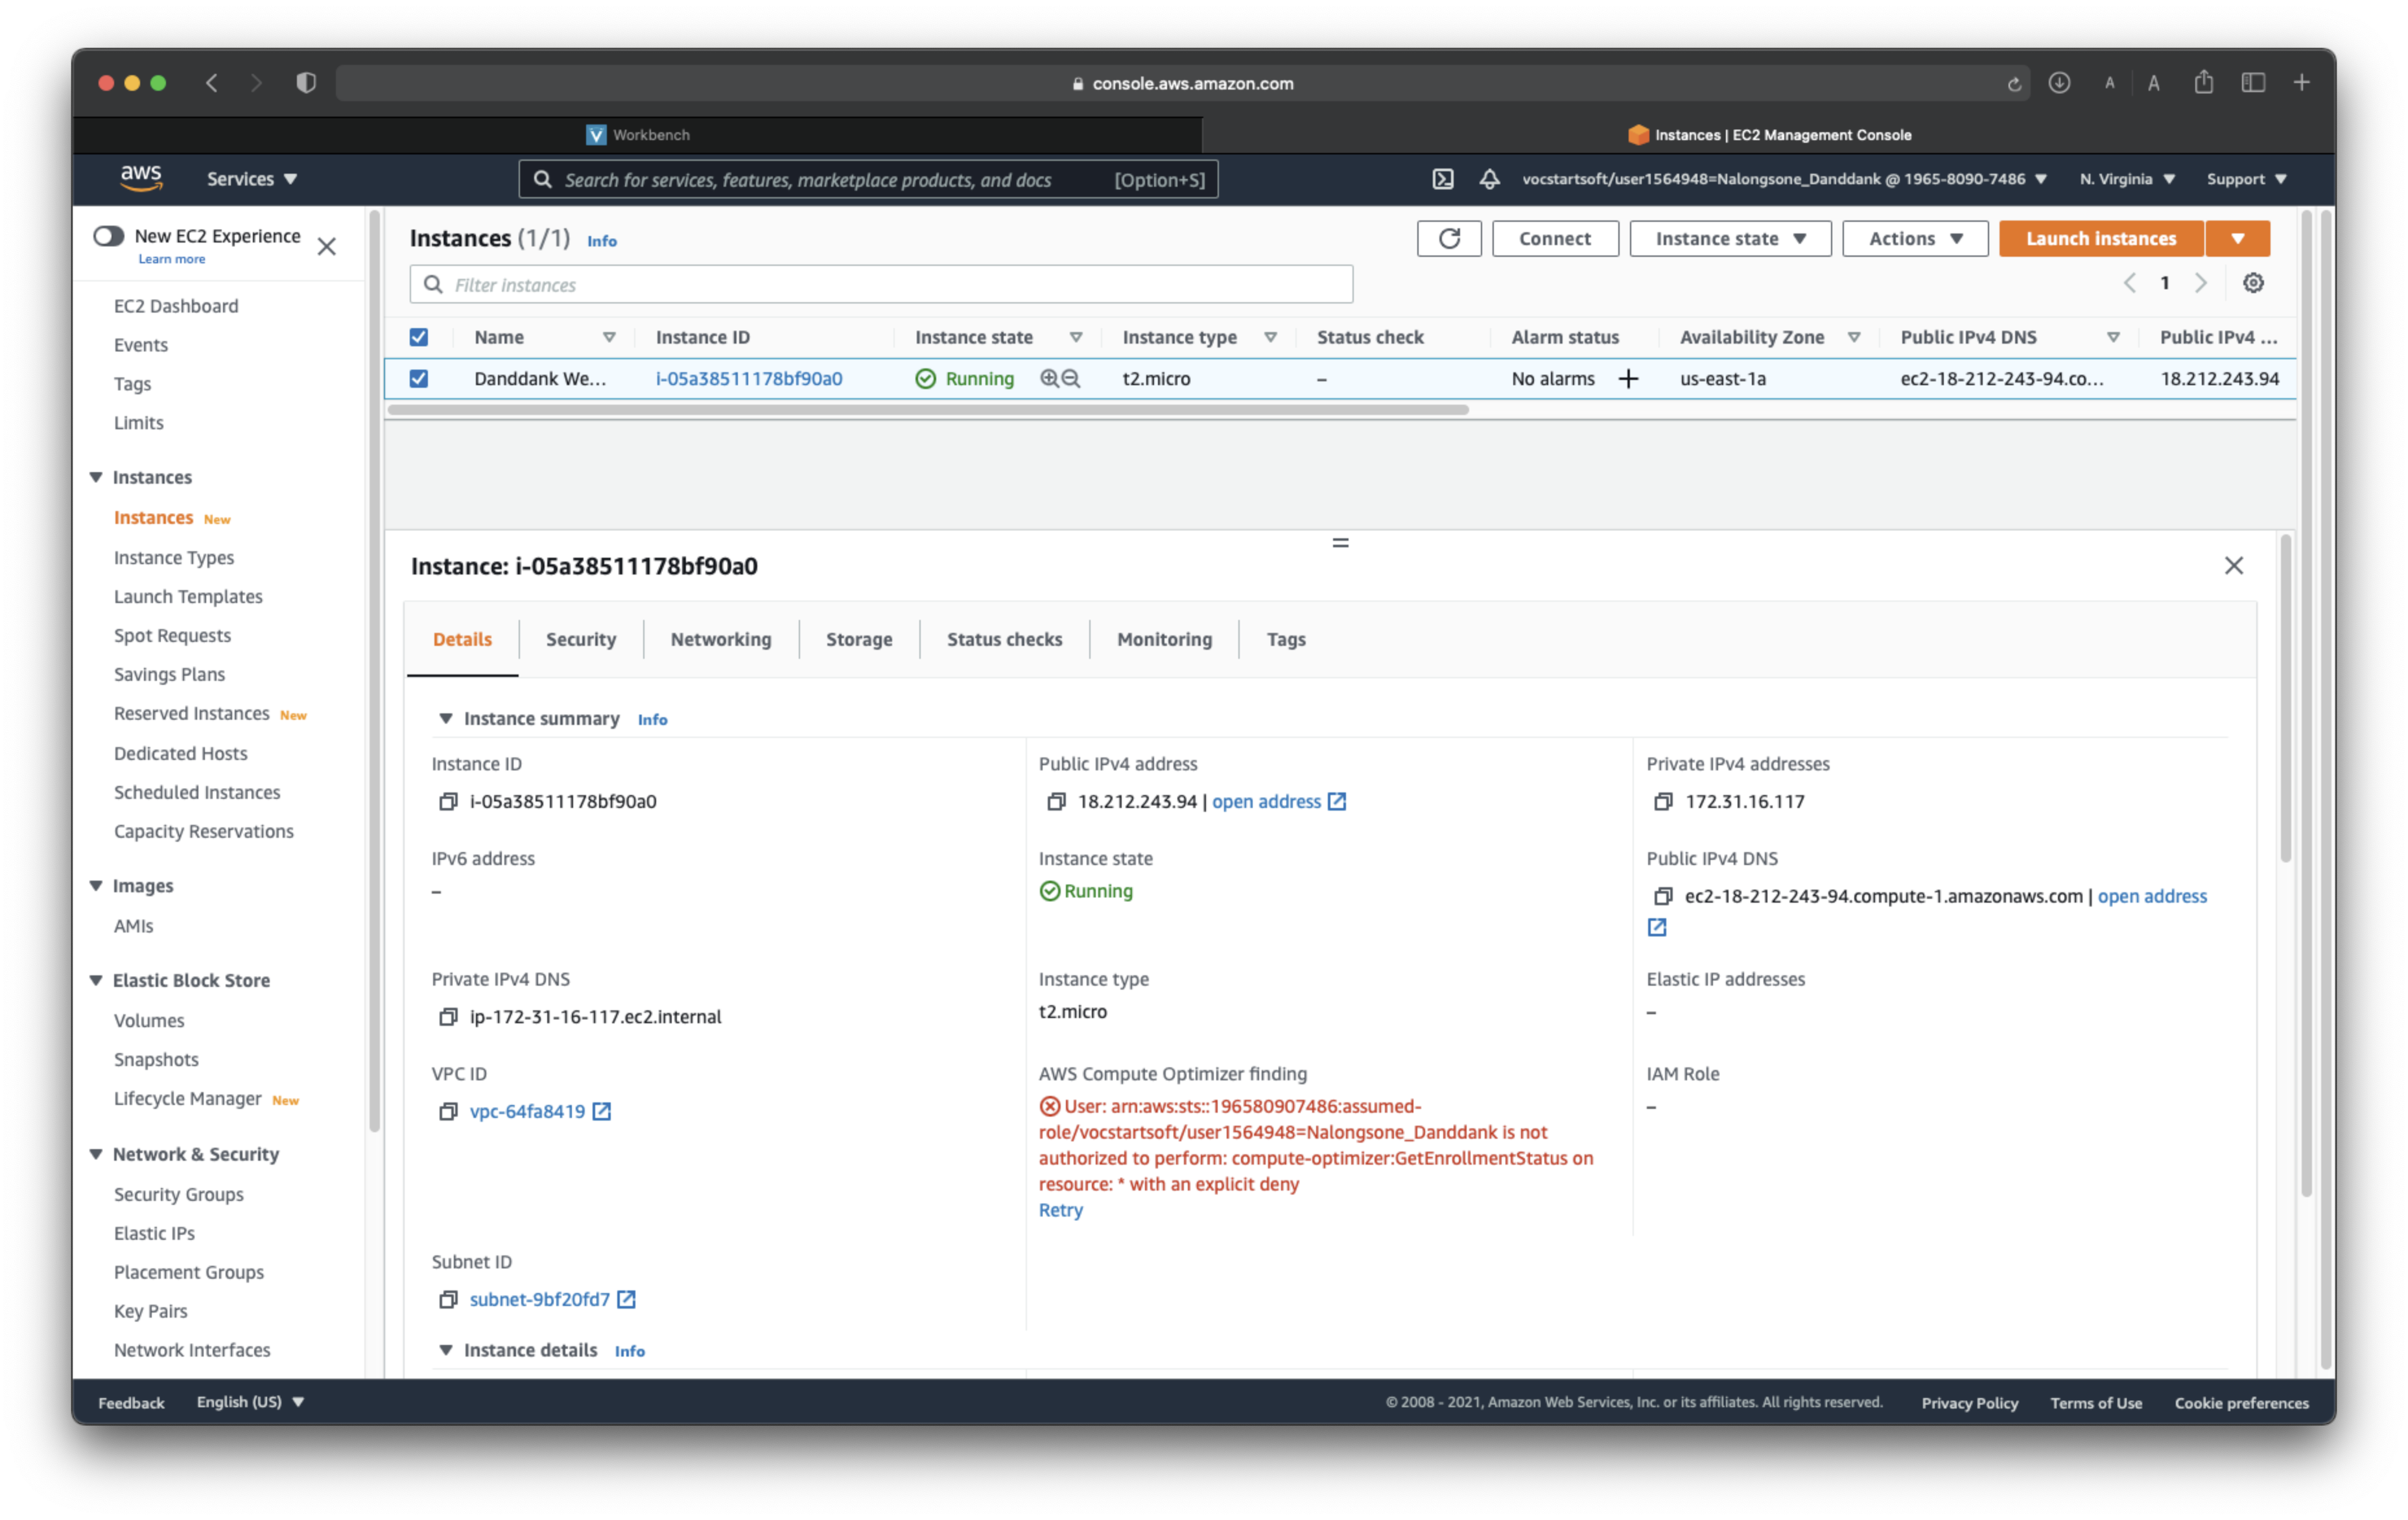 console.aws.amazon.com
A A
Workbench
Instances | EC2 Management Console
aws
Services
Search for services, features, marketplace products, and docs [Option+S]
vocstartsoft/user1564948=Nalongsone_Danddank @ 1965-8090-7486
N. Virginia
Support
New EC2 Experience
Learn more
EC2 Dashboard
Events
Tags
Limits
Instances
Instances New
Instance Types
Launch Templates
Spot Requests
Savings Plans
Reserved Instances New
Dedicated Hosts
Scheduled Instances
Capacity Reservations
Images
AMIs
Elastic Block Store
Volumes
Snapshots
Lifecycle Manager New
Network & Security
Security Groups
Elastic IPs
Placement Groups
Key Pairs
Network Interfaces
Instances (1/1) Info
Connect
Instance state
Actions
Launch instances
Filter instances
1
Name Instance ID Instance state Instance type Status check Alarm status Availability Zone Public IPv4 DNS Public IPv4 ...
Danddank We... i-05a38511178bf90a0 Running t2.micro – No alarms + us-east-1a ec2-18-212-243-94.co... 18.212.243.94
Instance: i-05a38511178bf90a0
Details Security Networking Storage Status checks Monitoring Tags
Instance summary Info
Instance ID
i-05a38511178bf90a0
Public IPv4 address
18.212.243.94 | open address
Private IPv4 addresses
172.31.16.117
IPv6 address
–
Instance state
Running
Public IPv4 DNS
ec2-18-212-243-94.compute-1.amazonaws.com | open address
Private IPv4 DNS
ip-172-31-16-117.ec2.internal
Instance type
t2.micro
Elastic IP addresses
–
VPC ID
vpc-64fa8419
AWS Compute Optimizer finding
User: arn:aws:sts::196580907486:assumed-
role/vocstartsoft/user1564948=Nalongsone_Danddank is not
authorized to perform: compute-optimizer:GetEnrollmentStatus on
resource: * with an explicit deny
Retry
IAM Role
–
Subnet ID
subnet-9bf20fd7
Instance details Info
Feedback
English (US)
© 2008 - 2021, Amazon Web Services, Inc. or its affiliates. All rights reserved.
Privacy Policy
Terms of Use
Cookie preferences